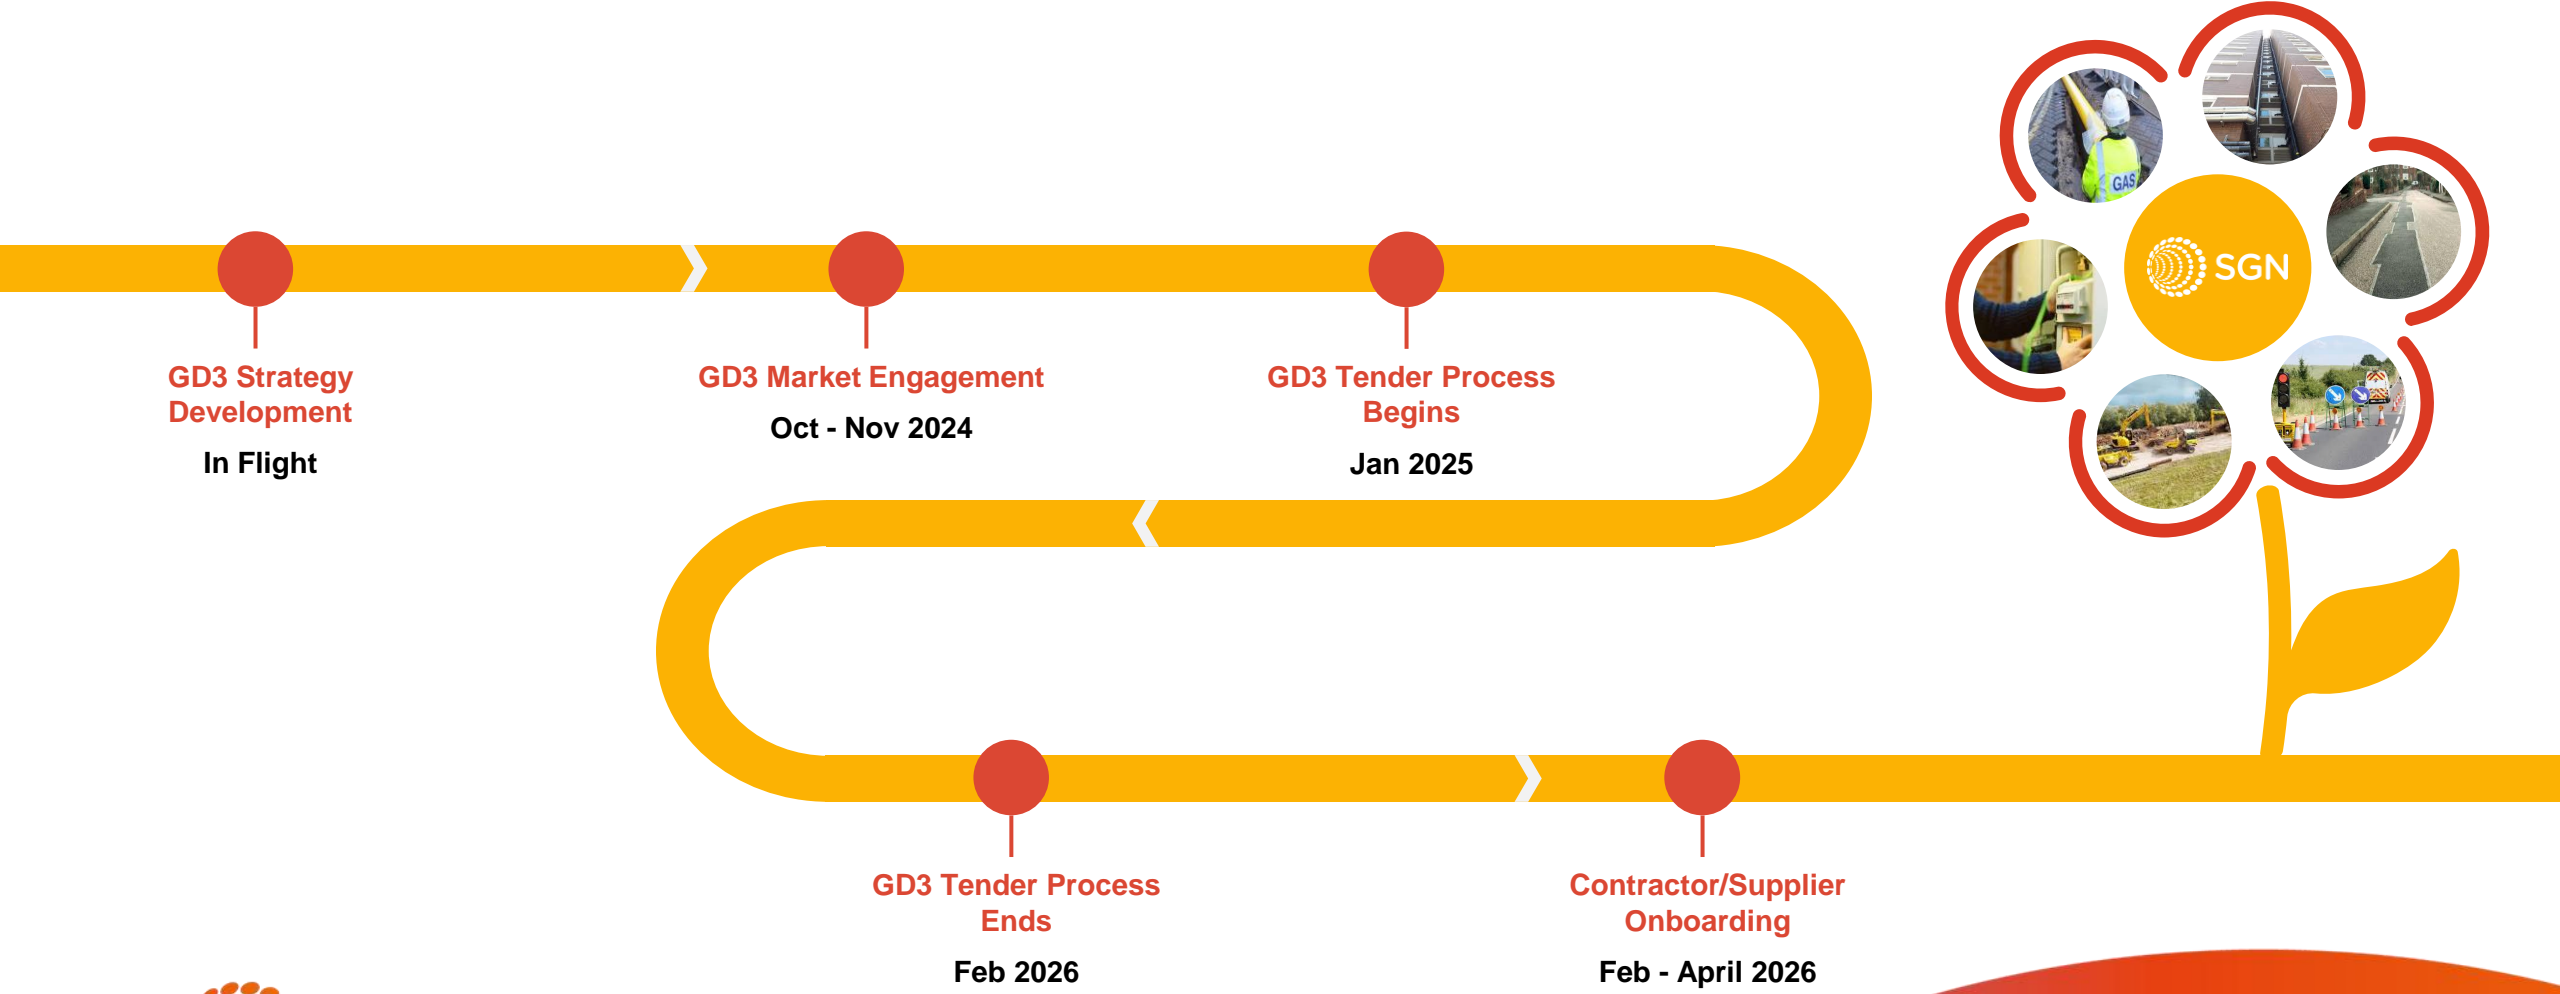 GAS
SGN
GD3 Strategy
Development
In Flight
GD3 Market Engagement
Oct - Nov 2024
GD3 Tender Process
Begins
Jan 2025
GD3 Tender Process
Ends
Feb 2026
Contractor/Supplier
Onboarding
Feb - April 2026